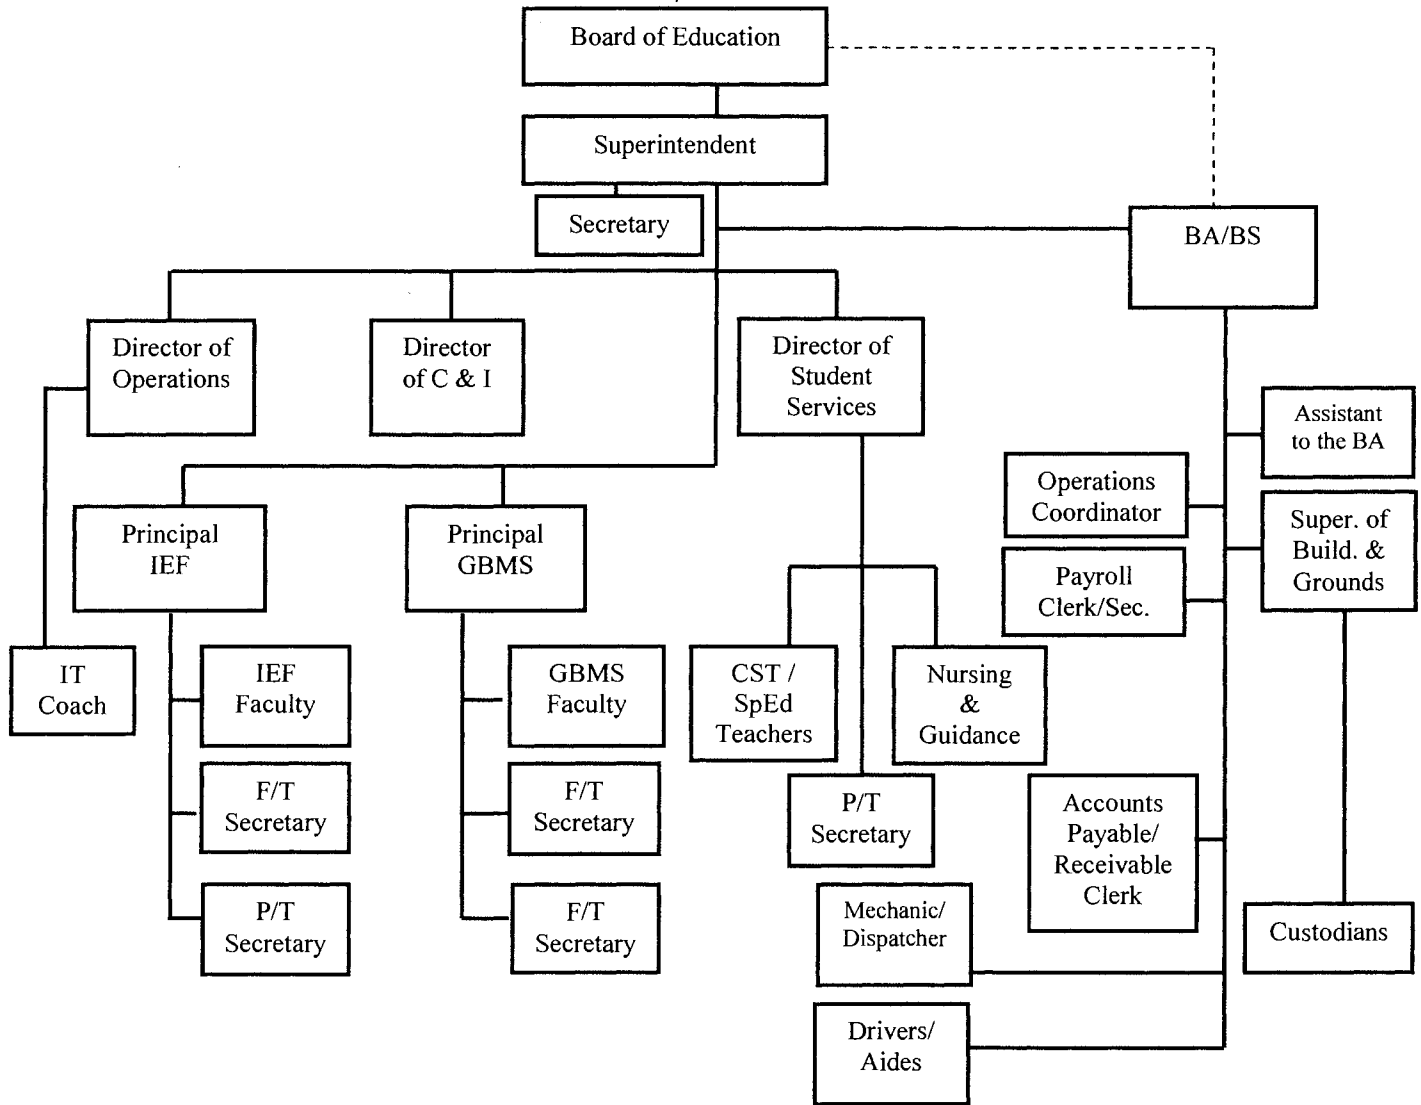 Board of Education
Superintendent
Secretary
BA/BS
Director of
Operations
Director
of C & I
Director of
Student
Services
Assistant
to the BA
Operations
Coordinator
Super. of
Build. &
Grounds
Principal
IEF
Principal
GBMS
Payroll
Clerk/Sec.
IT
Coach
IEF
Faculty
GBMS
Faculty
CST /
SpEd
Teachers
Nursing
&
Guidance
F/T
Secretary
F/T
Secretary
P/T
Secretary
Accounts
Payable/
Receivable
Clerk
P/T
Secretary
F/T
Secretary
Mechanic/
Dispatcher
Custodians
Drivers/
Aides